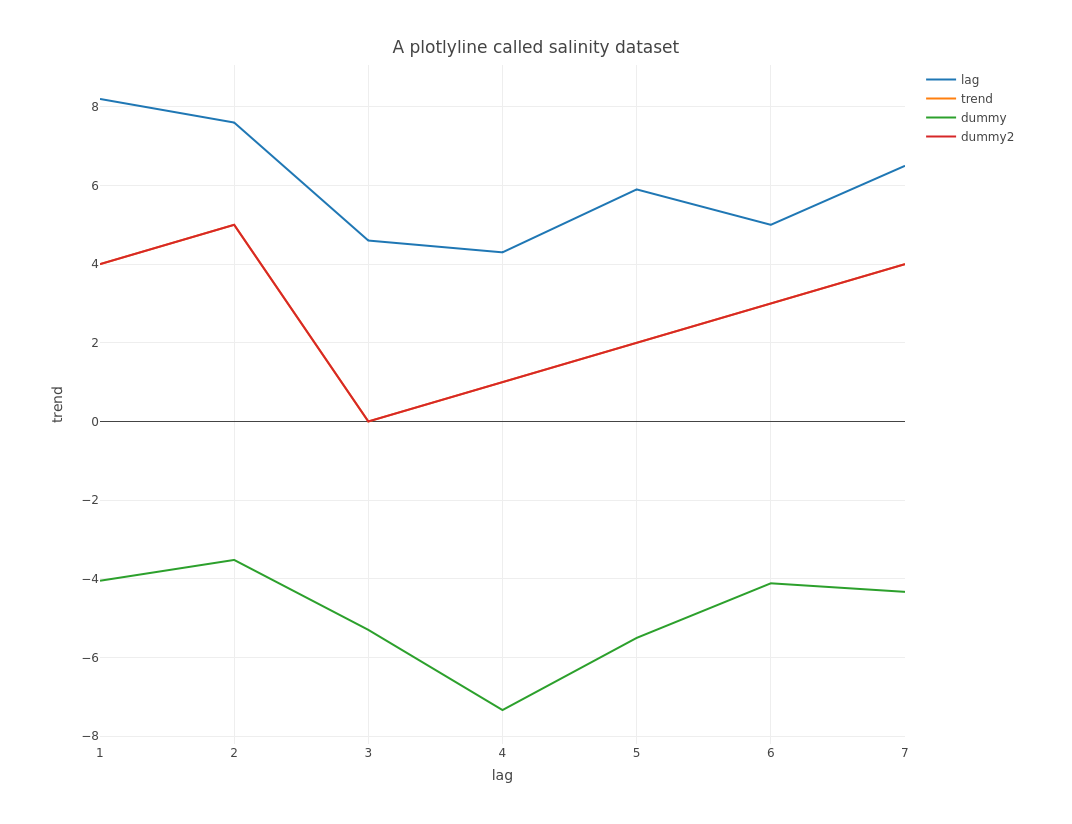 A plotlyline called salinity dataset
lag
trend
dummy
dummy2
8
6
4
2
0
−2
−4
−6
−8
trend
1 2 3 4 5 6 7
lag